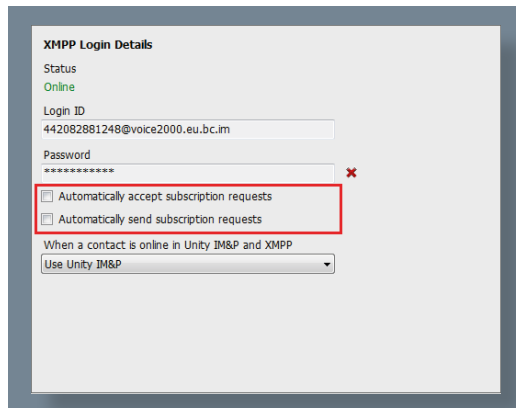 XMPP Login Details
Status
Online
Login ID
442082881248@voice2000.eu.bc.im
Password
***********
Automatically accept subscription requests
Automatically send subscription requests
When a contact is online in Unity IM&P and XMPP
Use Unity IM&P